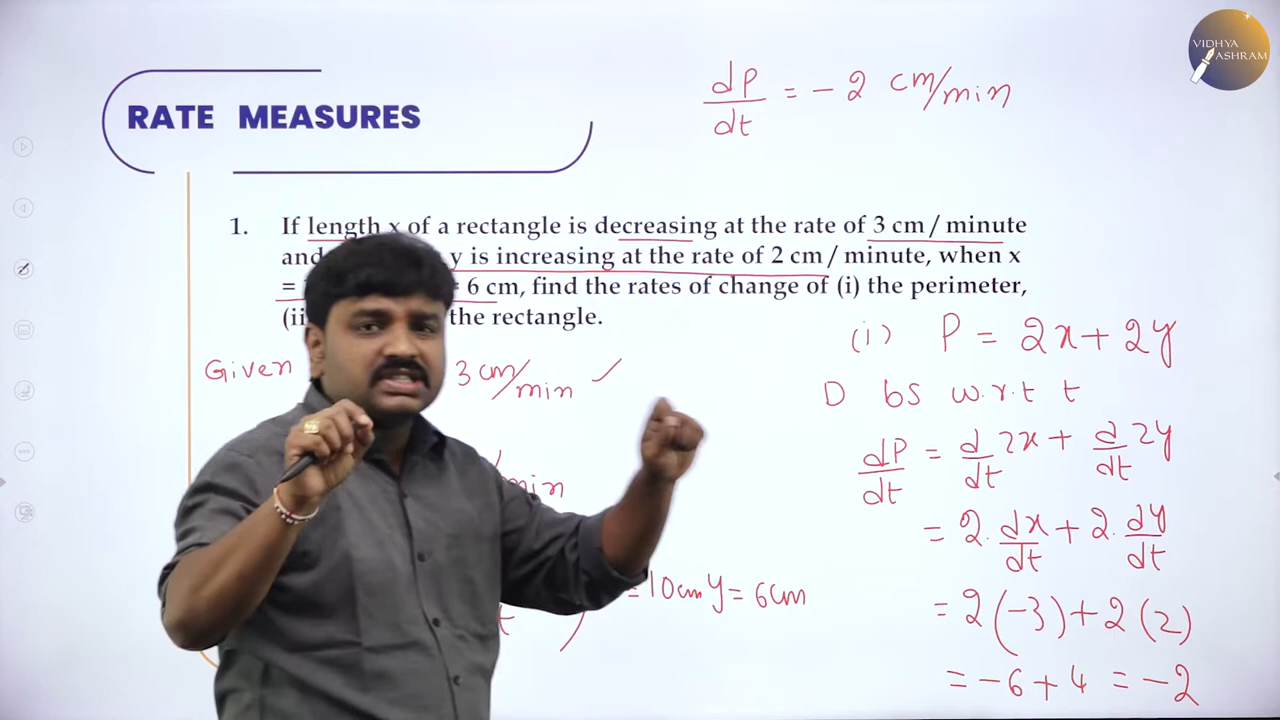 VIDHYA
ASHRAM
dP/dt = -2 cm/min
RATE MEASURES
1. If length x of a rectangle is decreasing at the rate of 3 cm / minute
and y is increasing at the rate of 2 cm / minute, when x
= 6 cm, find the rates of change of (i) the perimeter,
(ii the rectangle.
Given 3 cm/min ✓
min
= 10cm y = 6cm
t
(i) P = 2x + 2y
D bs w.r.t t
dP/dt = d/dt 2x + d/dt 2y
= 2. dx/dt + 2. dy/dt
= 2(-3) + 2(2)
= -6 + 4 = -2